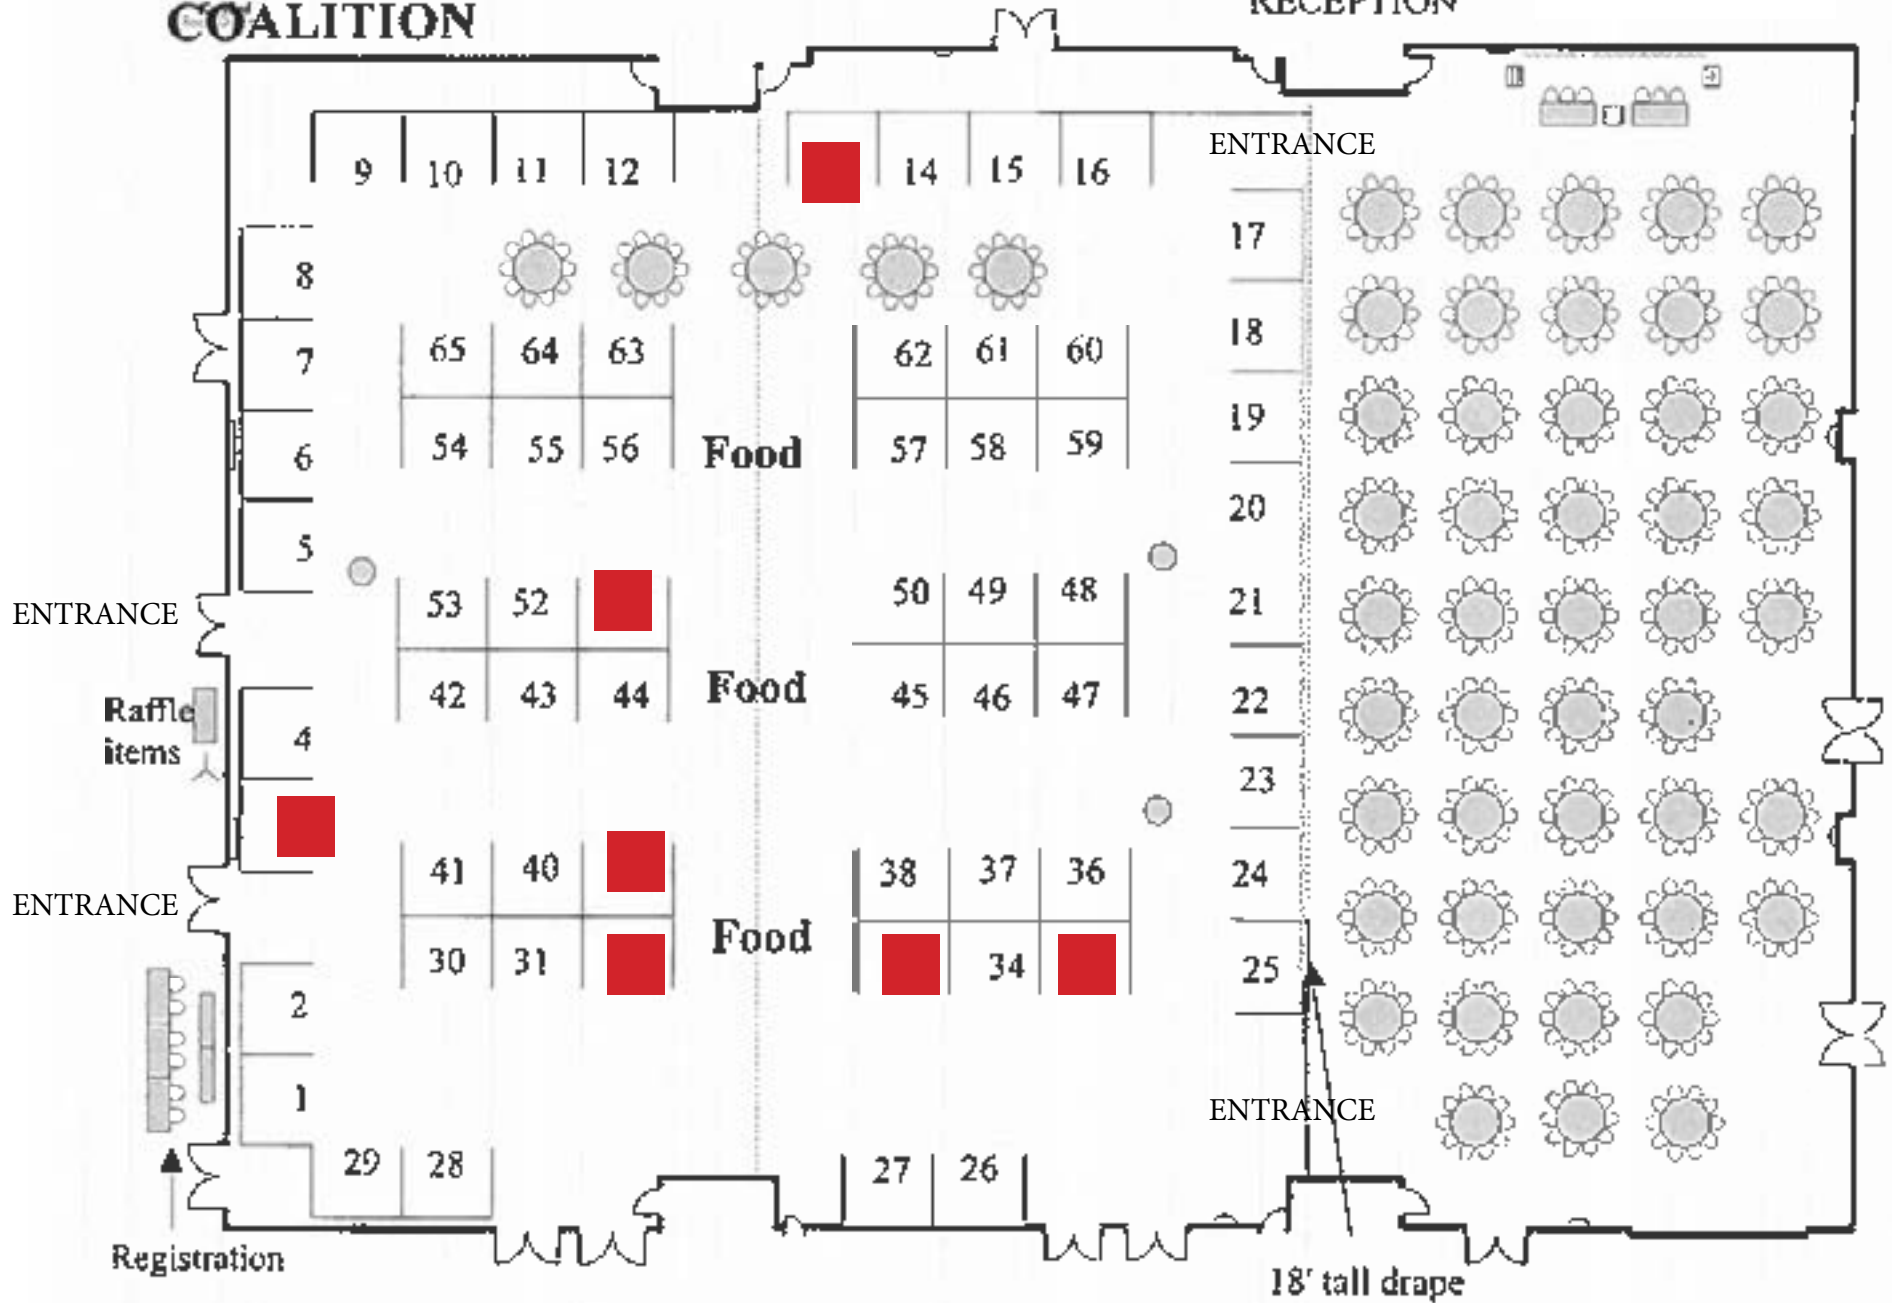 COALITION
RECEPTION
ENTRANCE
9 10 11 12 14 15 16
17
8
18
7 65 64 63 62 61 60
19
6 54 55 56 Food 57 58 59
20
5
ENTRANCE 53 52 50 49 48 21
42 43 44 Food 45 46 47 22
Raffle
items
4
23
41 40 38 37 36 24
ENTRANCE
30 31 Food 34 25
2
1
ENTRANCE
29 28 27 26
Registration
18' tall drape